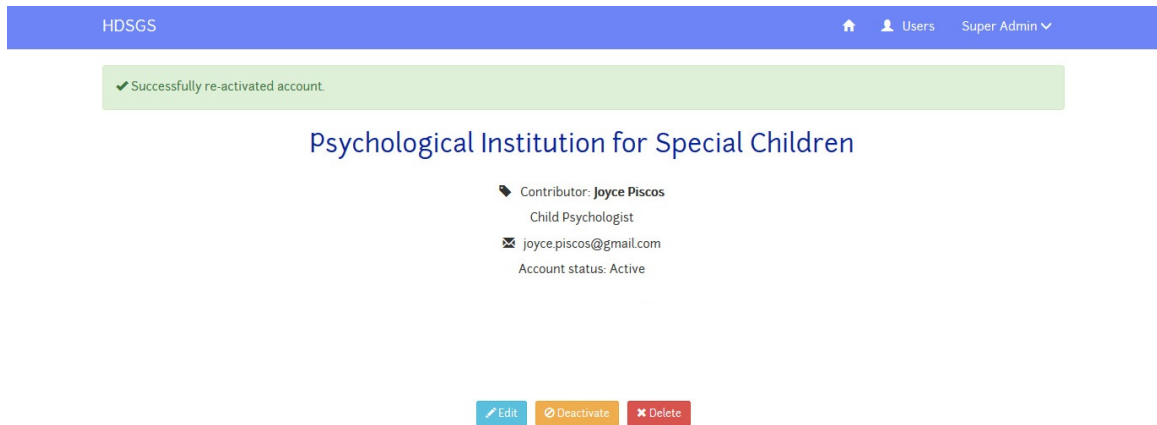 HDSGS Users Super Admin
Successfully re-activated account.
Psychological Institution for Special Children
Contributor: Joyce Piscos
Child Psychologist
joyce.piscos@gmail.com
Account status: Active
Edit Deactivate Delete